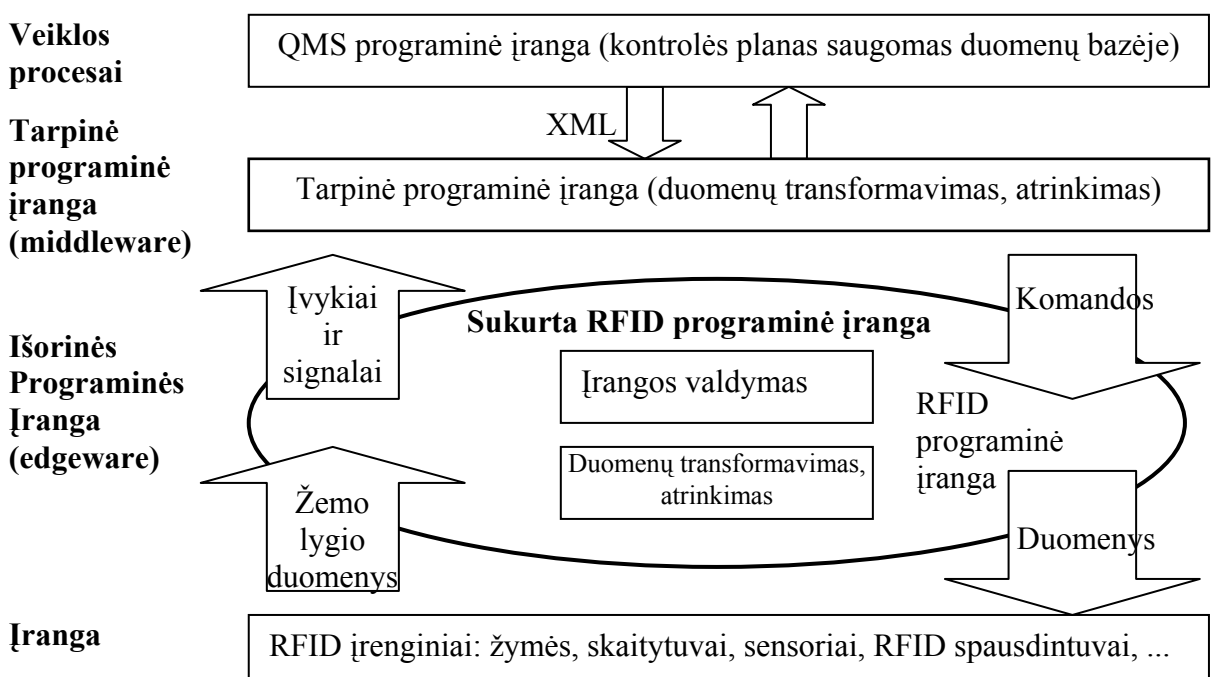 Veiklos
procesai
QMS programinė įranga (kontrolės planas saugomas duomenų bazėje)
XML
Tarpinė
programinė
įranga
(middleware)
Tarpinė programinė įranga (duomenų transformavimas, atrinkimas)
Įvykiai
ir
signalai
Komandos
Sukurta RFID programinė įranga
Išorinės
Programinės
Įranga
(edgeware)
Įrangos valdymas
RFID
programinė
įranga
Duomenų transformavimas,
atrinkimas
Žemo
lygio
duomenys
Duomenys
Įranga
RFID įrenginiai: žymės, skaitytuvai, sensoriai, RFID spausdintuvai, ...